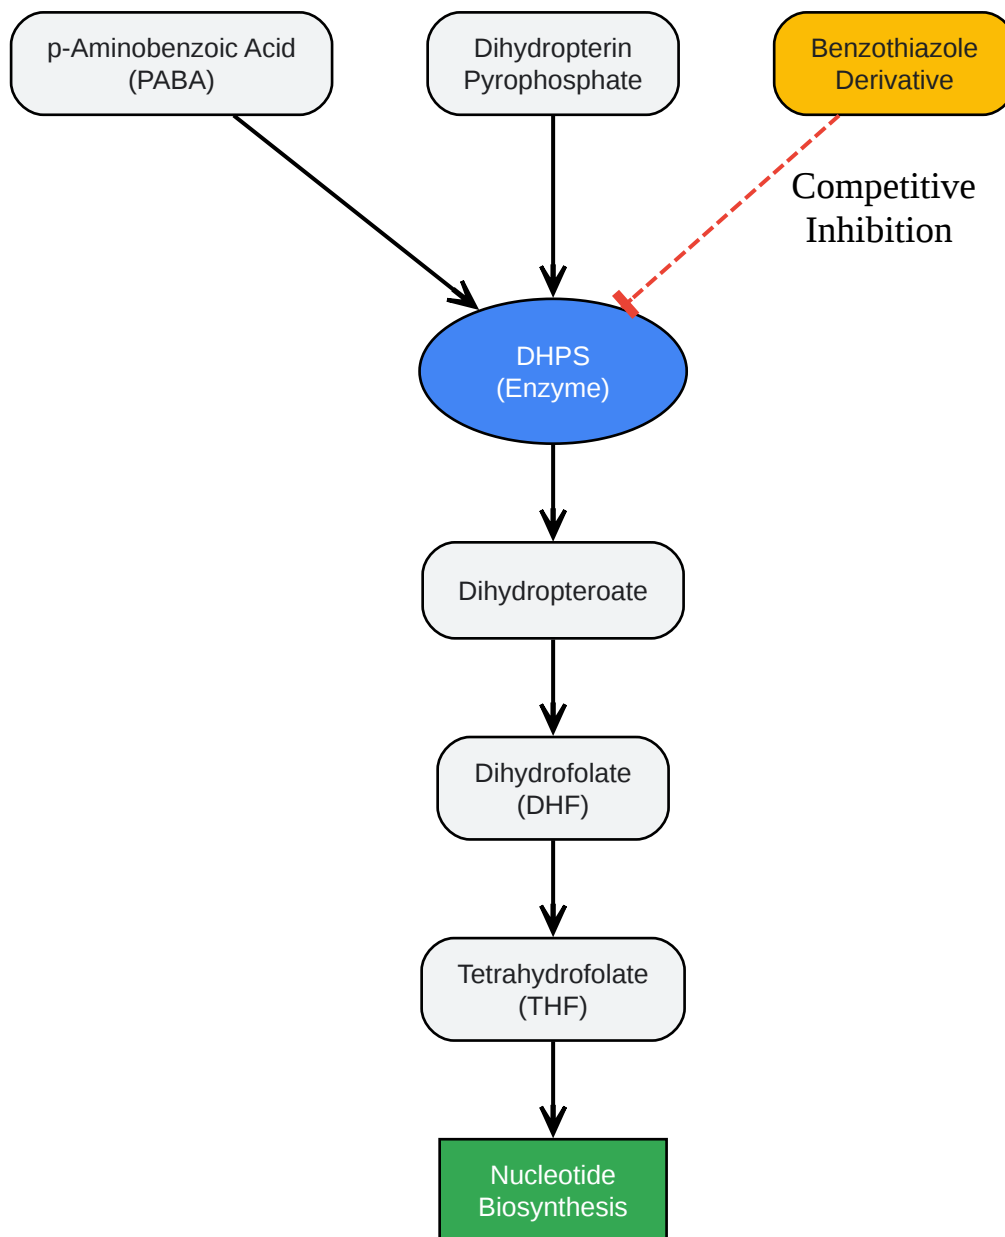 p-Aminobenzoic Acid
(PABA)
Dihydropterin
Pyrophosphate
Benzothiazole
Derivative
Competitive
Inhibition
DHPS
(Enzyme)
Dihydropteroate
Dihydrofolate
(DHF)
Tetrahydrofolate
(THF)
Nucleotide
Biosynthesis